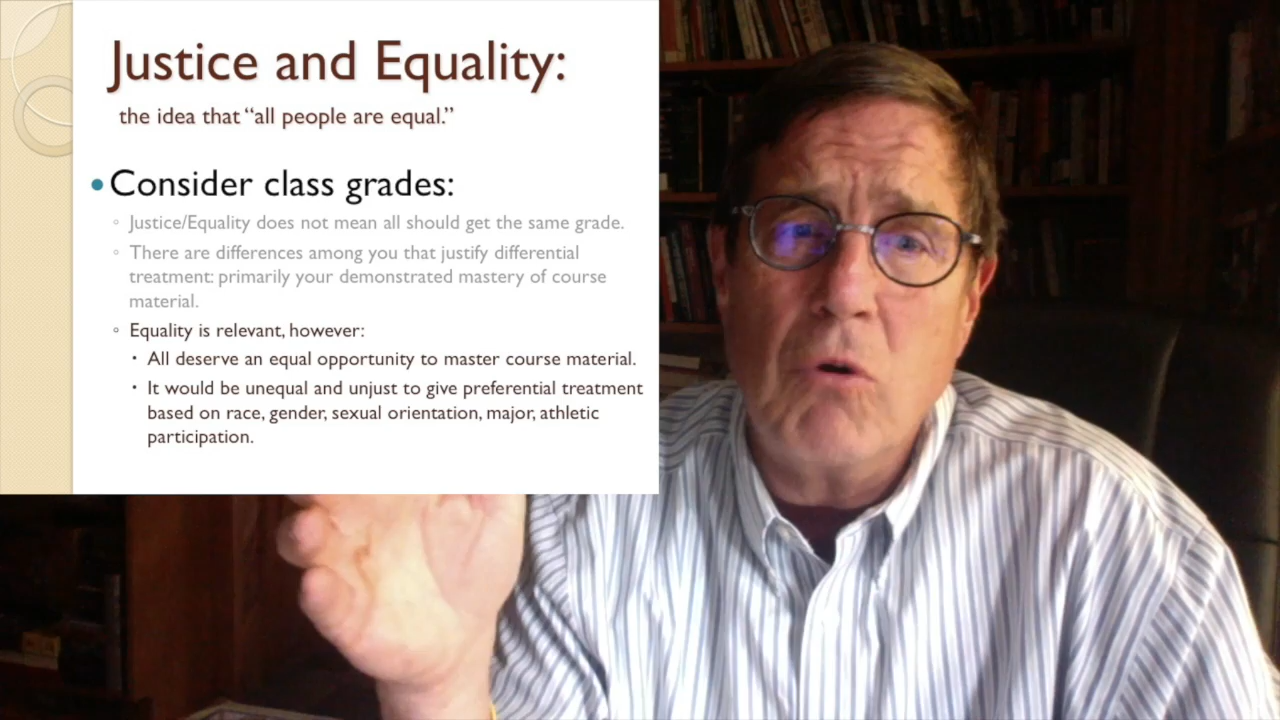 Justice and Equality:
the idea that “all people are equal.”
• Consider class grades:
◦ Justice/Equality does not mean all should get the same grade.
◦ There are differences among you that justify differential
treatment: primarily your demonstrated mastery of course
material.
◦ Equality is relevant, however:
▪ All deserve an equal opportunity to master course material.
▪ It would be unequal and unjust to give preferential treatment
based on race, gender, sexual orientation, major, athletic
participation.